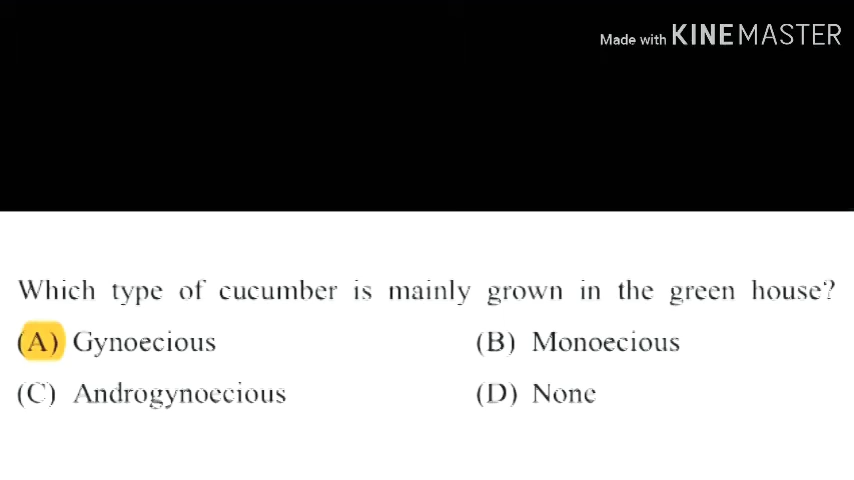 Made with KINEMASTER
Which type of cucumber is mainly grown in the green house?
(A) Gynoecious (B) Monoecious
(C) Androgynoecious (D) None